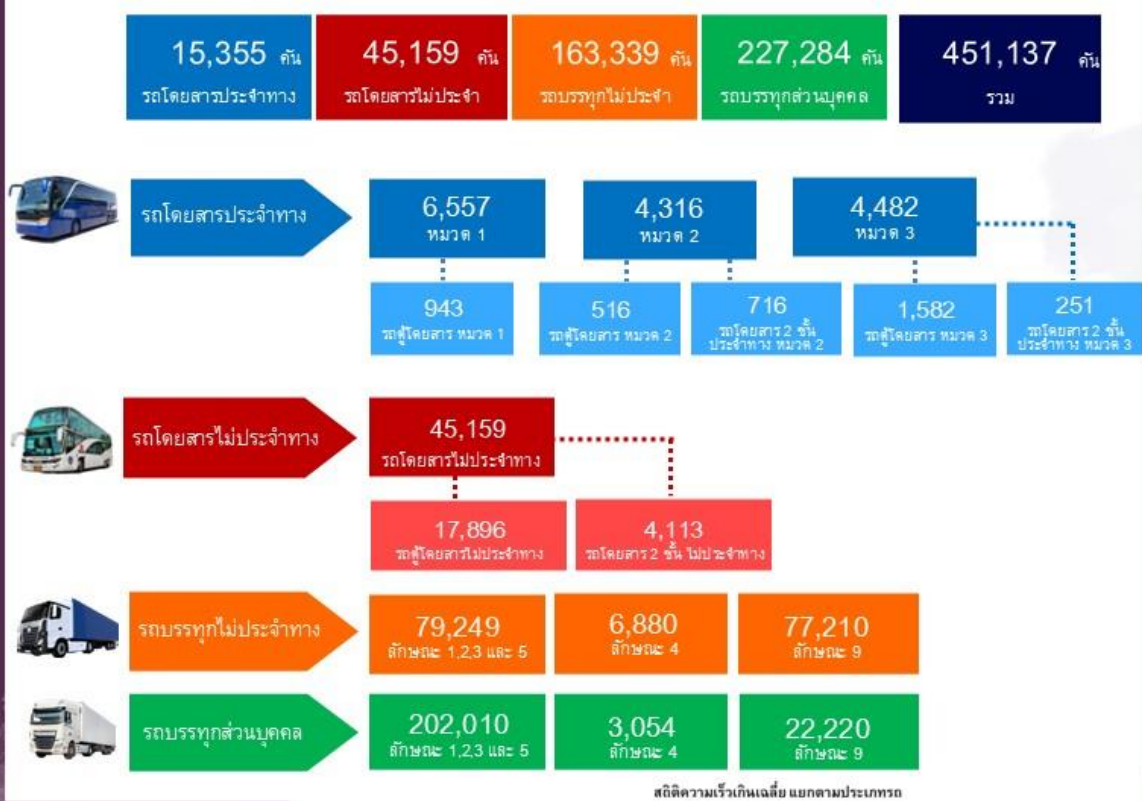 15,355 คัน
รถโดยสารประจำทาง
45,159 คัน
รถโดยสารไม่ประจำ
163,339 คัน
รถบรรทุกไม่ประจำ
227,284 คัน
รถบรรทุกส่วนบุคคล
451,137 คัน
รวม
รถโดยสารประจำทาง
6,557
หมวด 1
4,316
หมวด 2
4,482
หมวด 3
943
รถตู้โดยสาร หมวด 1
516
รถตู้โดยสาร หมวด 2
716
รถโดยสาร 2 ชั้น
ประจำทาง หมวด 2
1,582
รถตู้โดยสาร หมวด 3
251
รถโดยสาร 2 ชั้น
ประจำทาง หมวด 3
รถโดยสารไม่ประจำทาง
45,159
รถโดยสารไม่ประจำทาง
17,896
รถตู้โดยสารไม่ประจำทาง
4,113
รถโดยสาร 2 ชั้น ไม่ประจำทาง
รถบรรทุกไม่ประจำทาง
79,249
ลักษณะ 1,2,3 และ 5
6,880
ลักษณะ 4
77,210
ลักษณะ 9
รถบรรทุกส่วนบุคคล
202,010
ลักษณะ 1,2,3 และ 5
3,054
ลักษณะ 4
22,220
ลักษณะ 9
สถิติความเร็วเกินเฉลี่ย แยกตามประเภทรถ